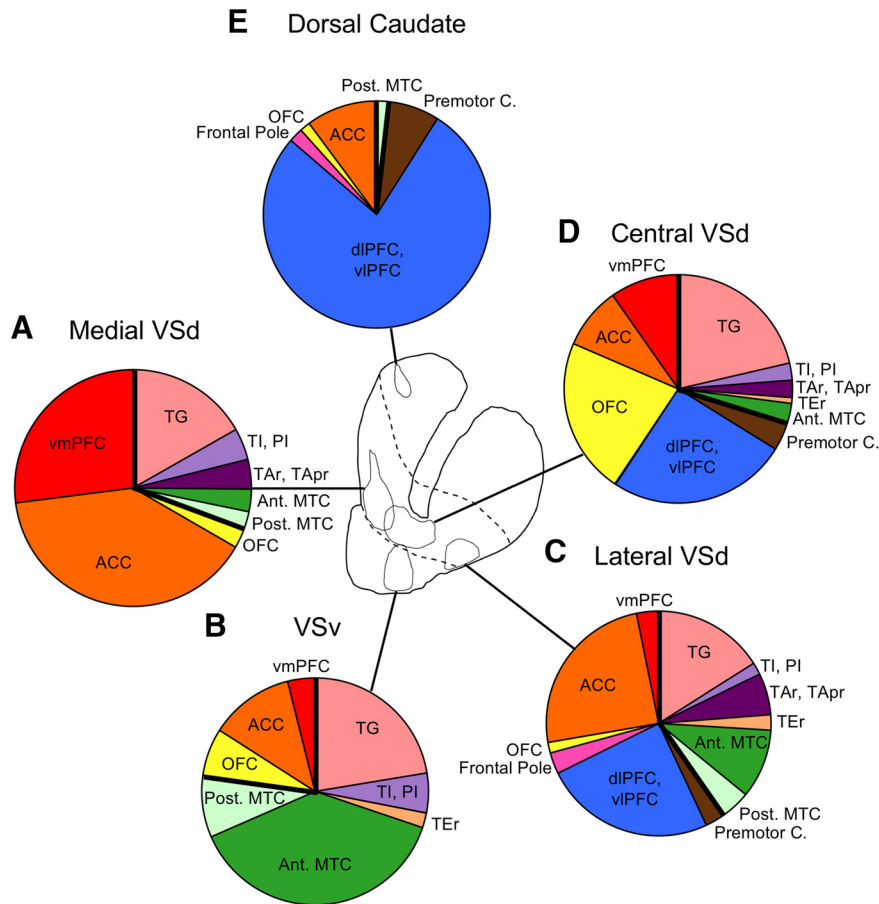 E Dorsal Caudate
Post. MTC
Premotor C.
OFC
Frontal Pole
ACC
dlPFC,
vlPFC
D Central VSd
vmPFC
TG
ACC
TI, PI
TAr, TApr
TEr
Ant. MTC
Premotor C.
OFC
dlPFC,
vlPFC
A Medial VSd
vmPFC
TG
TI, PI
TAr, TApr
Ant. MTC
Post. MTC
OFC
ACC
C Lateral VSd
vmPFC
TG
TI, PI
TAr, TApr
TEr
ACC
Ant. MTC
OFC
Frontal Pole
dlPFC,
vlPFC
Post. MTC
Premotor C.
B VSv
vmPFC
TG
ACC
OFC
TI, PI
Post. MTC
TEr
Ant. MTC